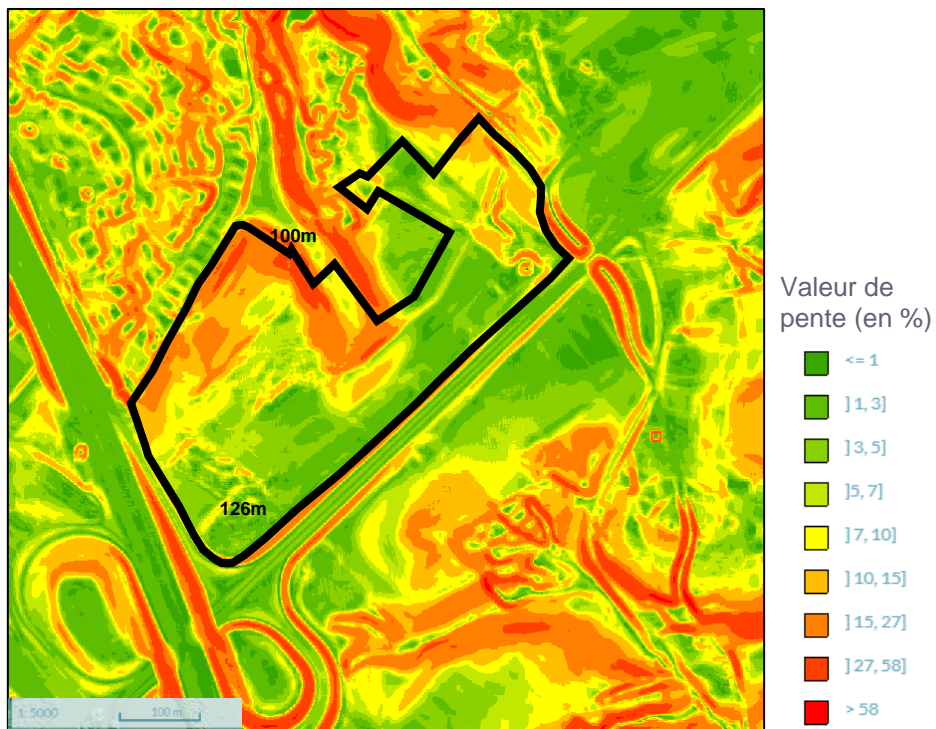 100m
126m
1: 5000
100 m
Valeur de
pente (en %)
<= 1
] 1, 3]
] 3, 5]
]5, 7]
] 7, 10]
] 10, 15]
] 15, 27]
] 27, 58]
> 58